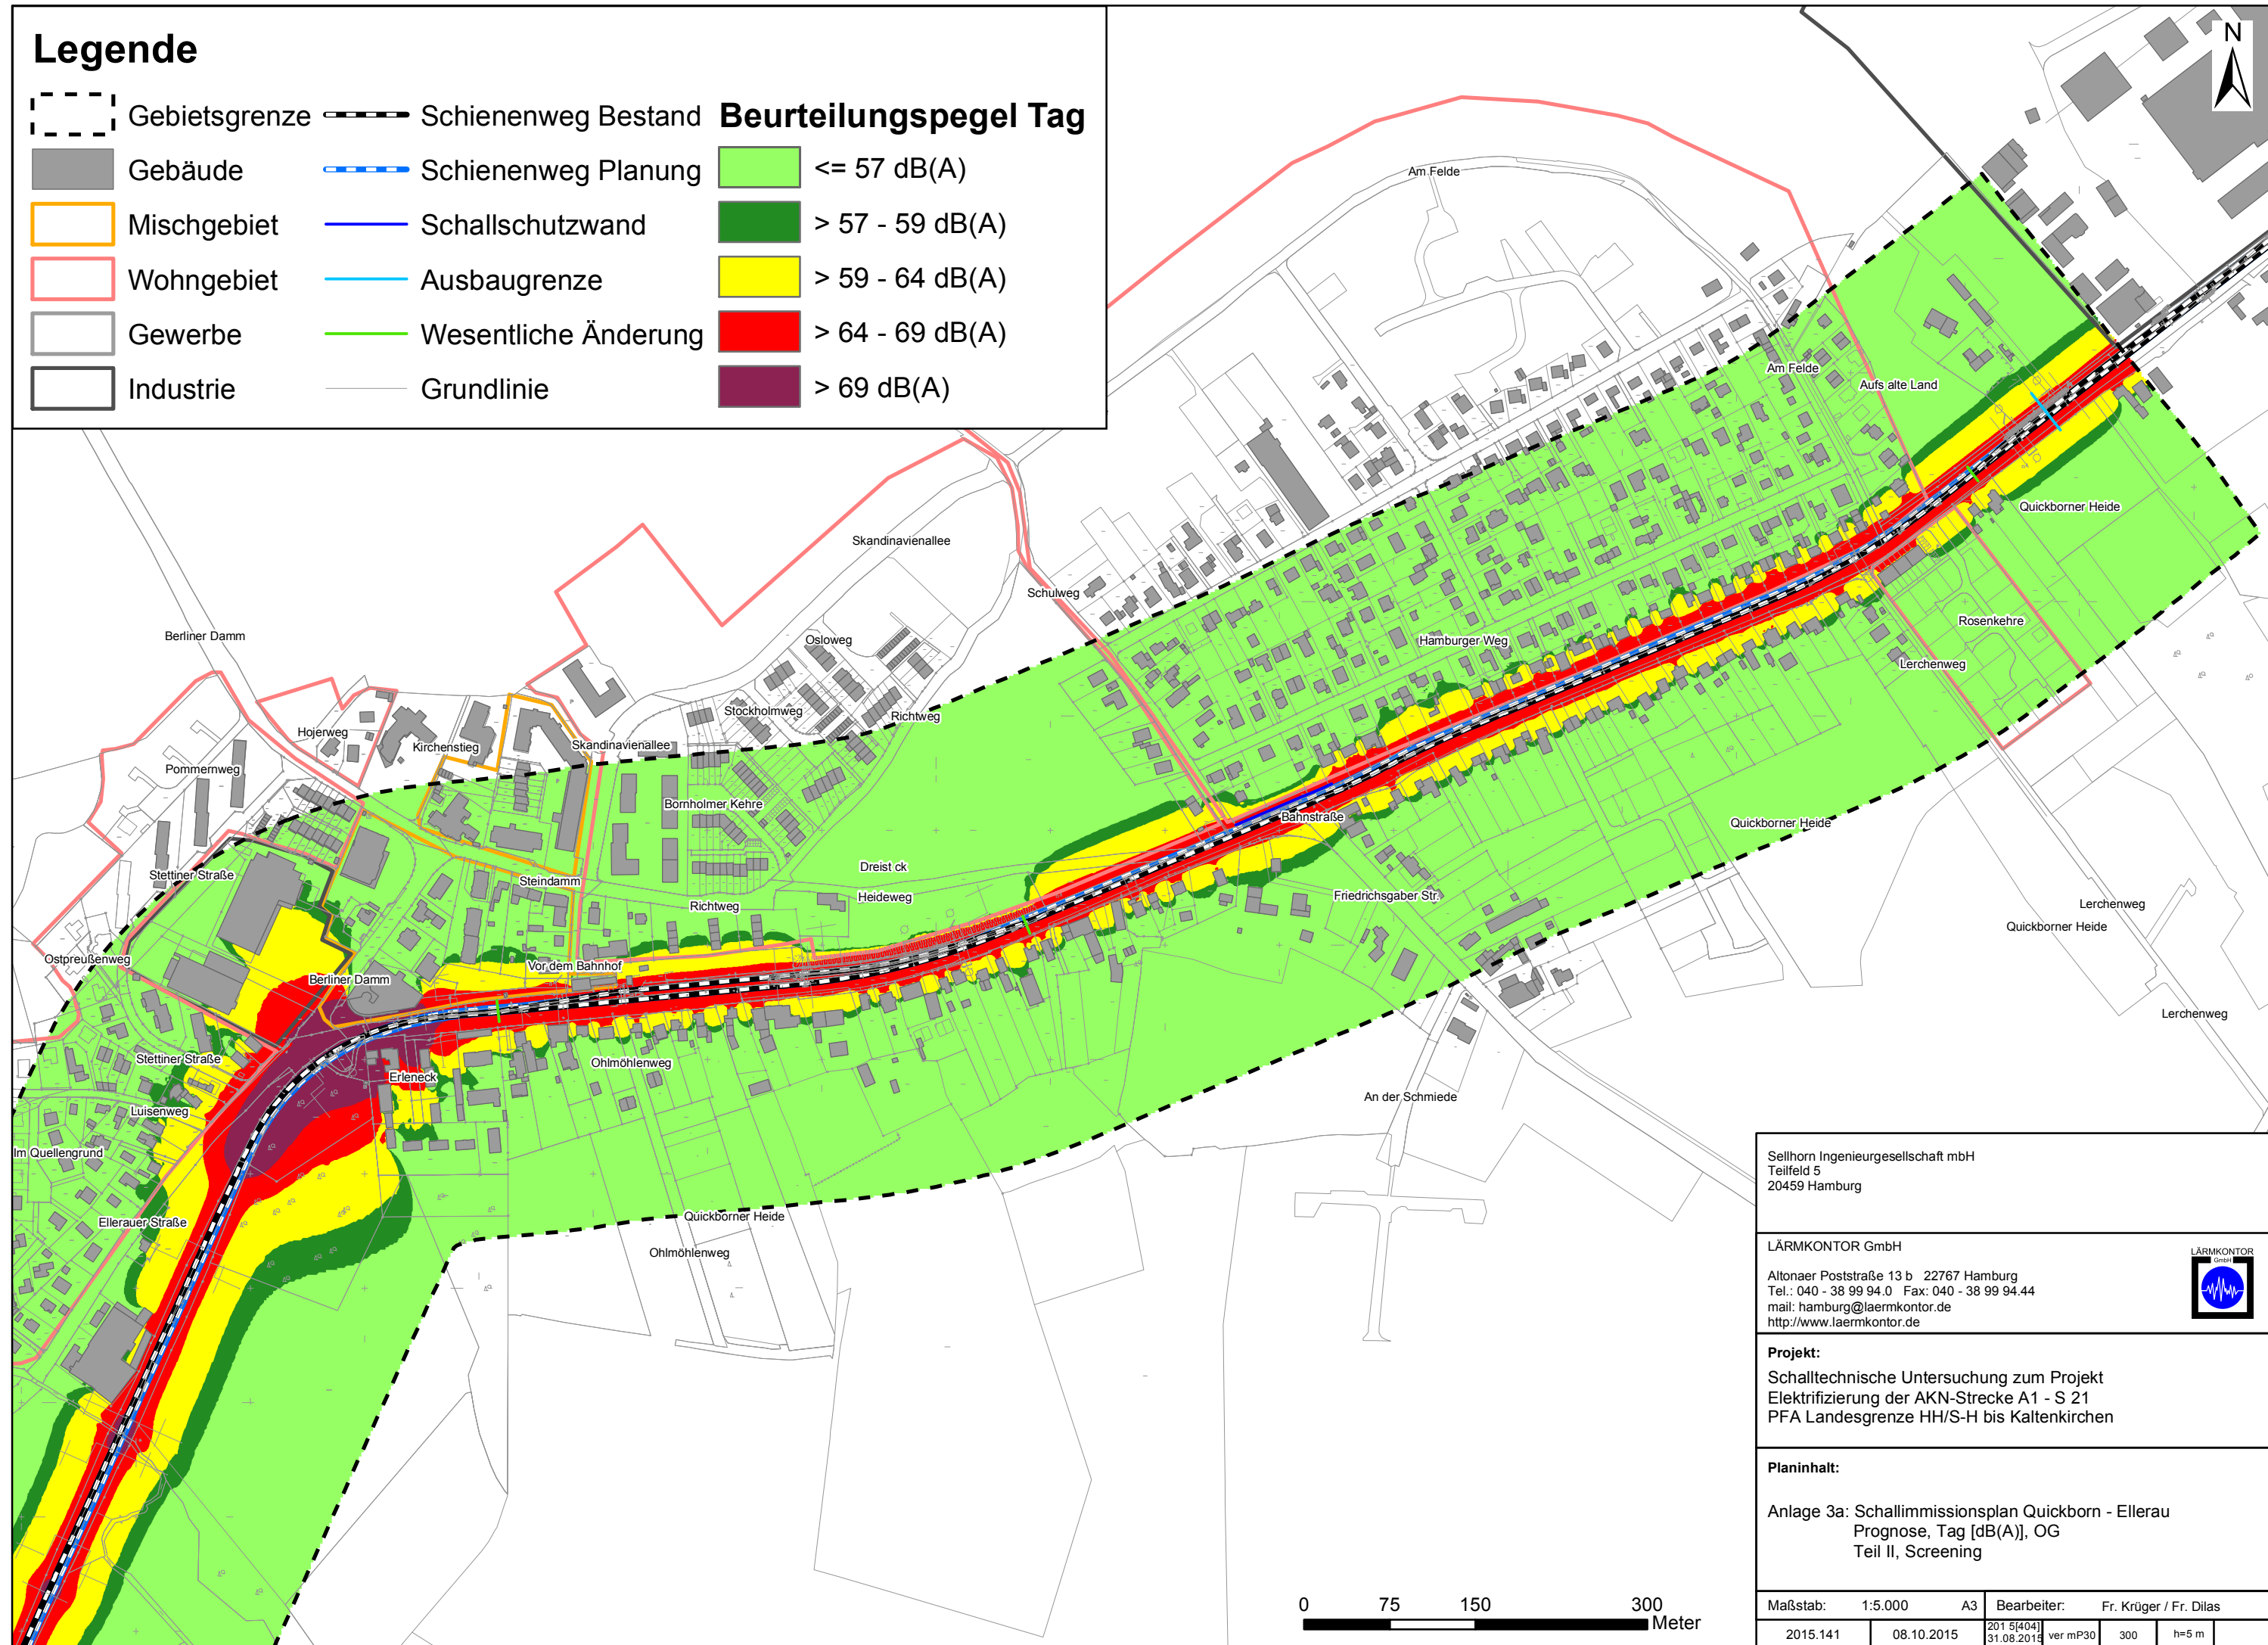 Legende
Gebietsgrenze
Gebäude
Mischgebiet
Wohngebiet
Gewerbe
Industrie
Schienenweg Bestand
Schienenweg Planung
Schallschutzwand
Ausbaugrenze
Wesentliche Änderung
Grundlinie
Beurteilungspegel Tag
<= 57 dB(A)
> 57 - 59 dB(A)
> 59 - 64 dB(A)
> 64 - 69 dB(A)
> 69 dB(A)
N
Am Felde
Am Felde
Aufs alte Land
Quickborner Heide
Skandinavienallee
Schulweg
Berliner Damm
Osloweg
Hamburger Weg
Rosenkehre
Lerchenweg
Stockholmweg
Richtweg
Hojerweg
Kirchenstieg
Skandinavienallee
Pommernweg
Bornholmer Kehre
Bahnstraße
Quickborner Heide
Stettiner Straße
Steindamm
Dreist ck
Heideweg
Richtweg
Friedrichsgaber Str.
Lerchenweg
Quickborner Heide
Ostpreußenweg
Berliner Damm
Vor dem Bahnhof
Lerchenweg
Stettiner Straße
Erleneck
Ohlmöhlenweg
Luisenweg
An der Schmiede
Im Quellengrund
Ellerauer Straße
Quickborner Heide
Ohlmöhlenweg
0 75 150 300
Meter
Sellhorn Ingenieurgesellschaft mbH
Teilfeld 5
20459 Hamburg
LÄRMKONTOR GmbH
Altonaer Poststraße 13 b 22767 Hamburg
Tel.: 040 - 38 99 94.0 Fax: 040 - 38 99 94.44
mail: hamburg@laermkontor.de
http://www.laermkontor.de
LÄRMKONTOR
GmbH
Projekt:
Schalltechnische Untersuchung zum Projekt
Elektrifizierung der AKN-Strecke A1 - S 21
PFA Landesgrenze HH/S-H bis Kaltenkirchen
Planinhalt:
Anlage 3a: Schallimmissionsplan Quickborn - Ellerau
Prognose, Tag [dB(A)], OG
Teil II, Screening
Maßstab: 1:5.000 A3 Bearbeiter: Fr. Krüger / Fr. Dilas
2015.141 08.10.2015 201 5[404] ver mP30 300 h=5 m
31.08.2015